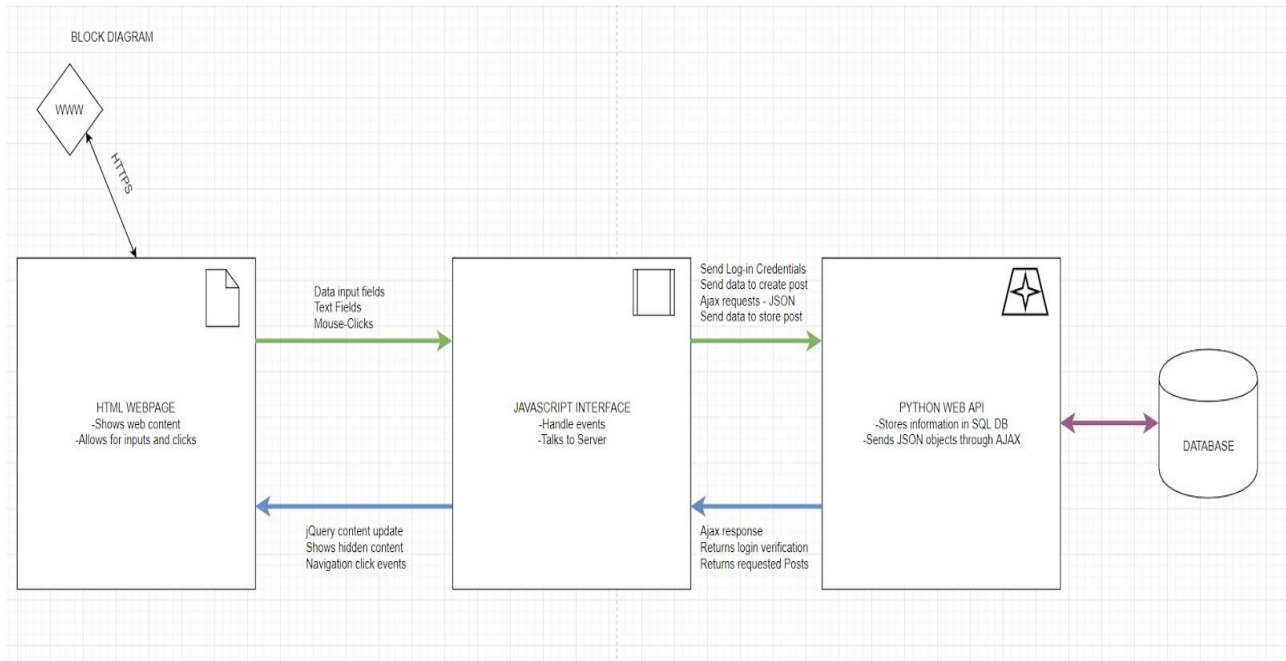 BLOCK DIAGRAM
WWW
HTTPS
Data input fields
Text Fields
Mouse-Clicks
Send Log-in Credentials
Send data to create post
Ajax requests - JSON
Send data to store post
HTML WEBPAGE
-Shows web content
-Allows for inputs and clicks
JAVASCRIPT INTERFACE
-Handle events
-Talks to Server
PYTHON WEB API
-Stores information in SQL DB
-Sends JSON objects through AJAX
DATABASE
jQuery content update
Shows hidden content
Navigation click events
Ajax response
Returns login verification
Returns requested Posts